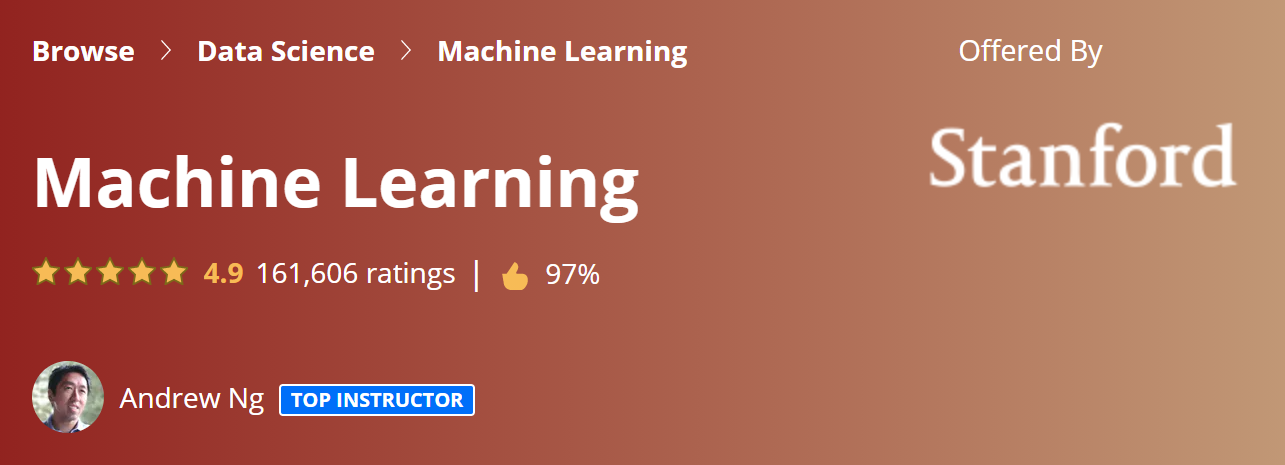 Browse > Data Science > Machine Learning
Offered By
Stanford
Machine Learning
4.9 161,606 ratings | 97%
Andrew Ng TOP INSTRUCTOR